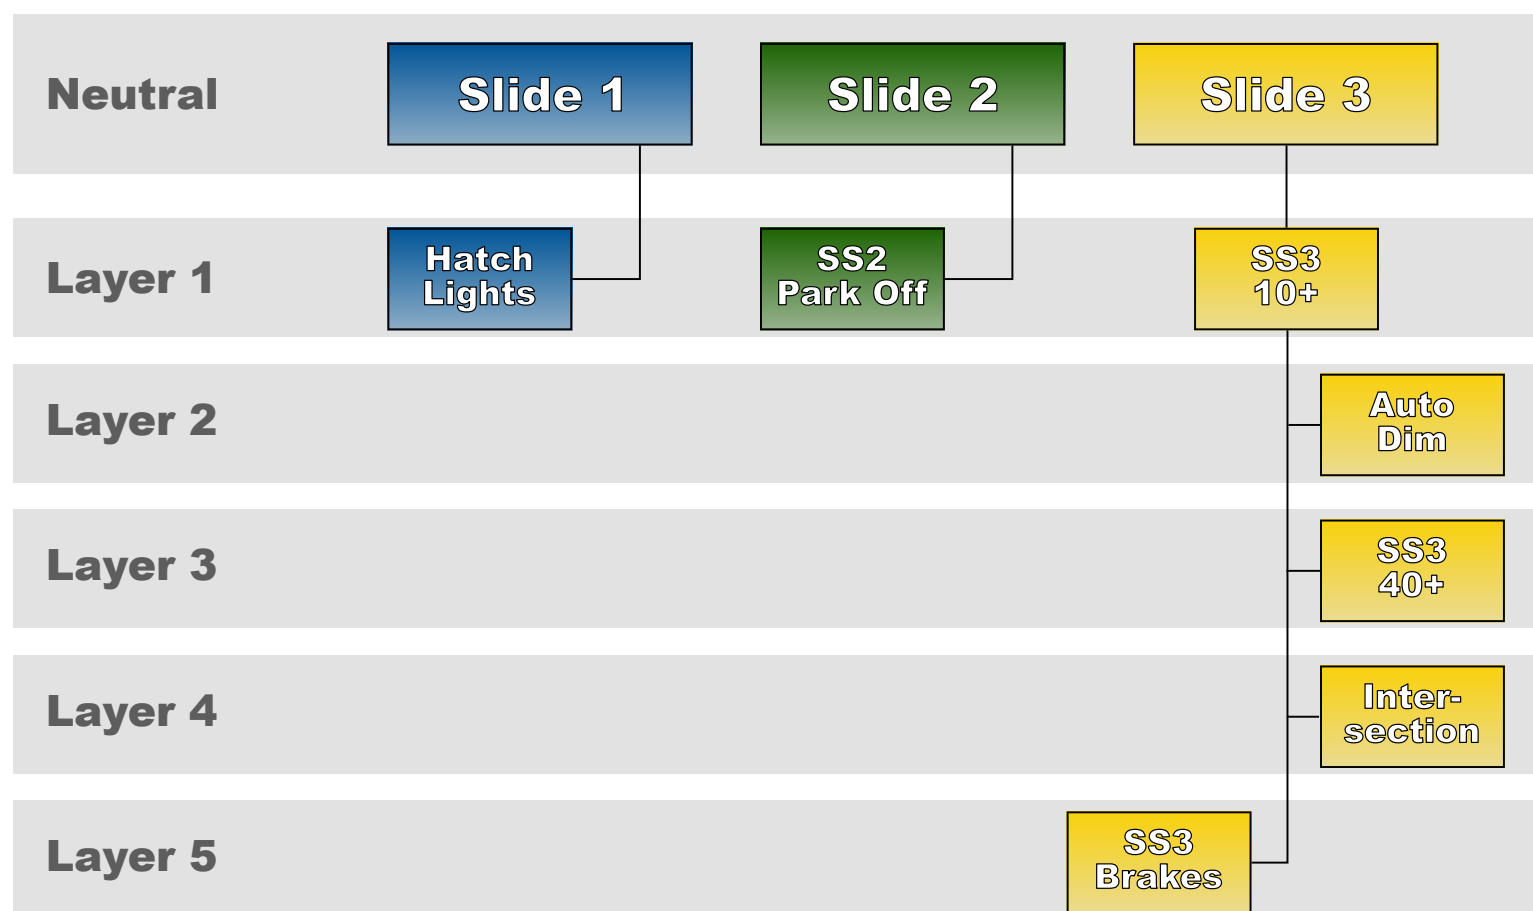 Neutral
Slide 1
Slide 2
Slide 3
Layer 1
Hatch
Lights
SS2
Park Off
SS3
10+
Layer 2
Auto
Dim
Layer 3
SS3
40+
Layer 4
Inter-
section
Layer 5
SS3
Brakes